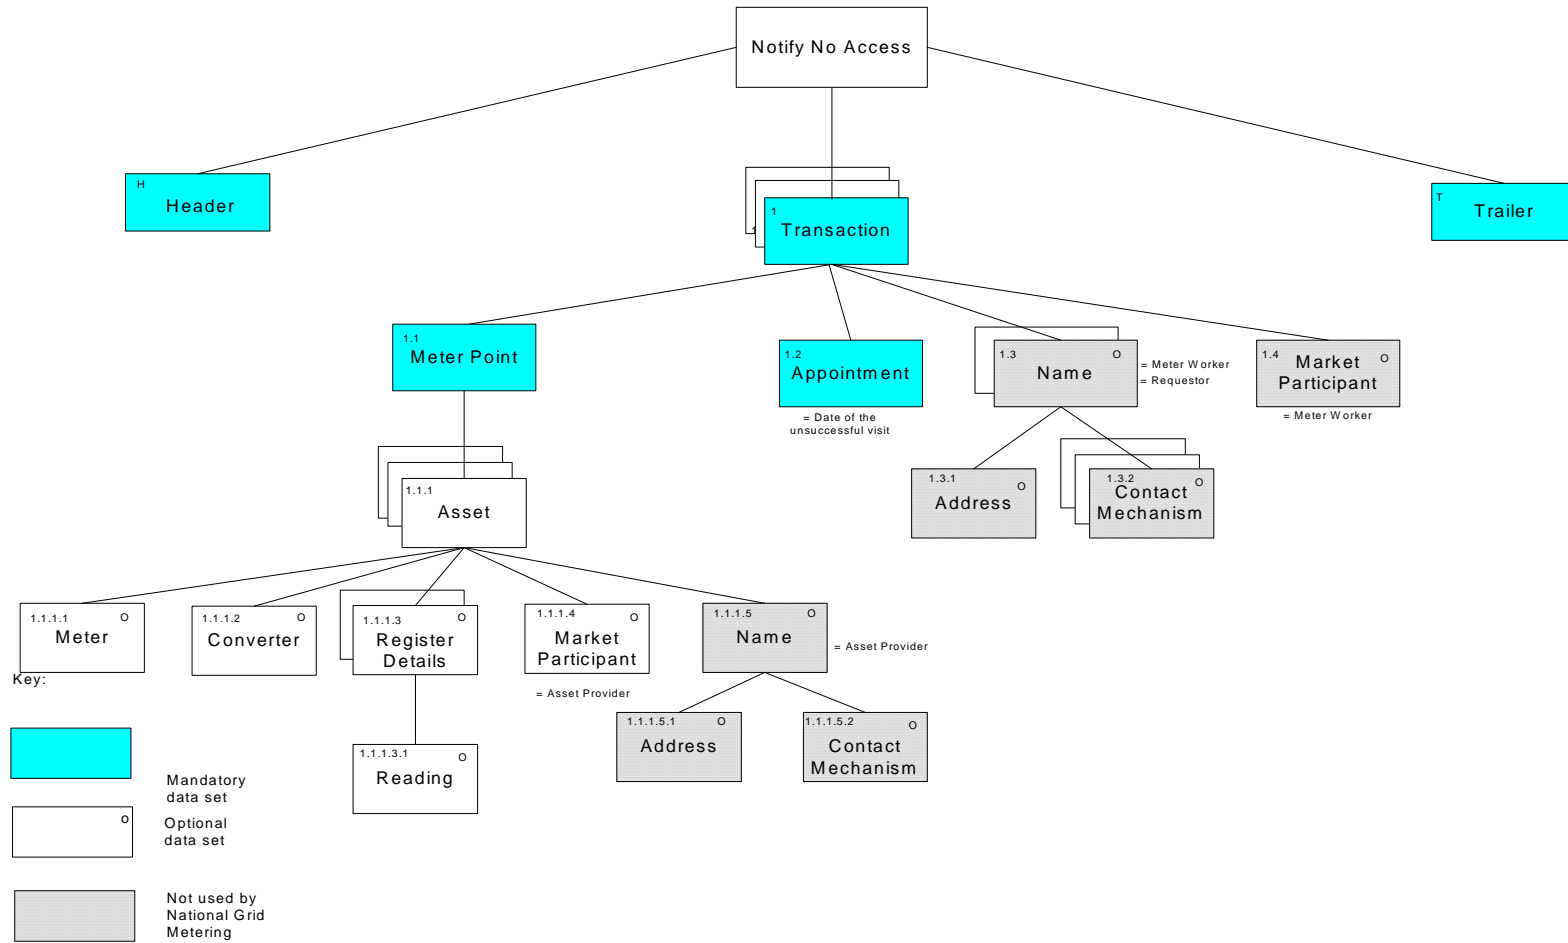 Notify No Access
H
Header
1
Transaction
T
Trailer
1.1
Meter Point
1.2
Appointment
= Date of the
unsuccessful visit
1.3 O
Name
= Meter Worker
= Requestor
1.4 O
Market
Participant
= Meter Worker
1.1.1
Asset
1.3.1 O
Address
1.3.2 O
Contact
Mechanism
1.1.1.1 O
Meter
1.1.1.2 O
Converter
1.1.1.3 O
Register
Details
1.1.1.4 O
Market
Participant
= Asset Provider
1.1.1.5 O
Name
= Asset Provider
1.1.1.3.1 O
Reading
1.1.1.5.1 O
Address
1.1.1.5.2 O
Contact
Mechanism
Key:
Mandatory
data set
o
Optional
data set
Not used by
National Grid
Metering